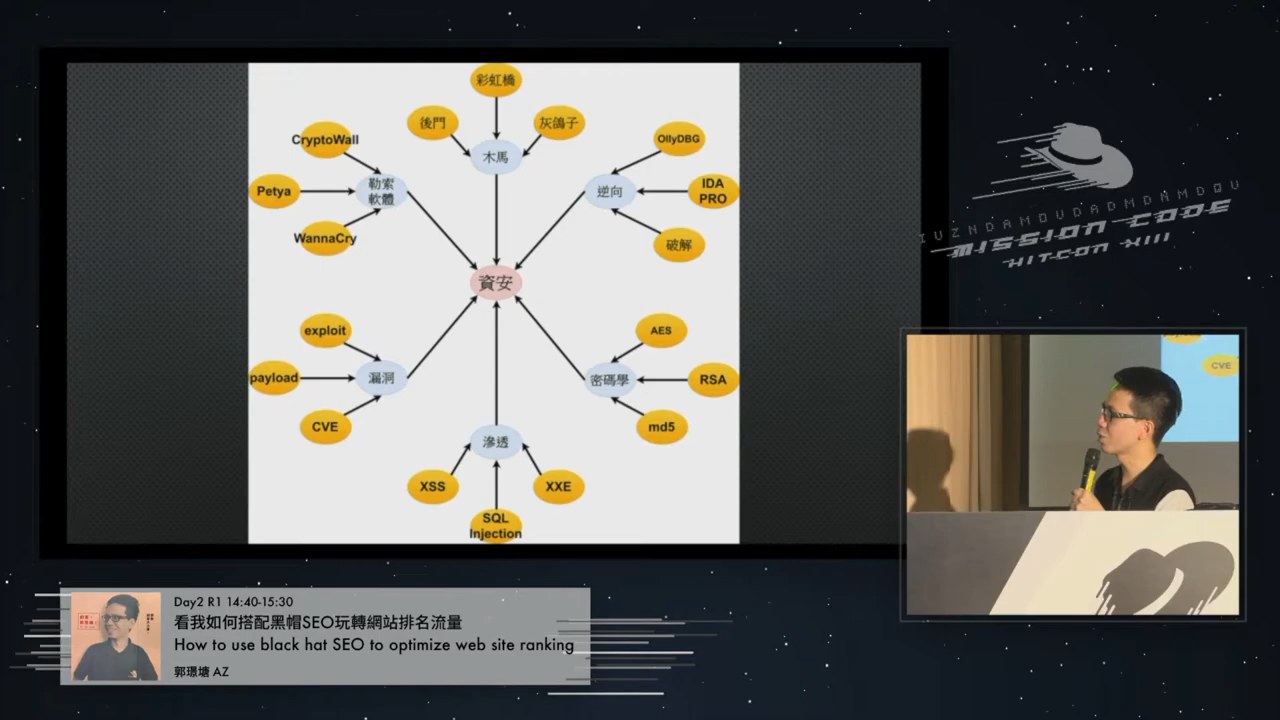 彩虹橋
後門
灰鴿子
木馬
CryptoWall
Petya
WannaCry
勒索
軟體
OllyDBG
IDA
PRO
破解
逆向
資安
exploit
payload
CVE
漏洞
AES
RSA
md5
密碼學
滲透
XSS
SQL
Injection
XXE
MISSION CODE
HITCON XIII
CVE
Day2 R1 14:40-15:30
看我如何搭配黑帽SEO玩轉網站排名流量
How to use black hat SEO to optimize web site ranking
郭璟塘 AZ